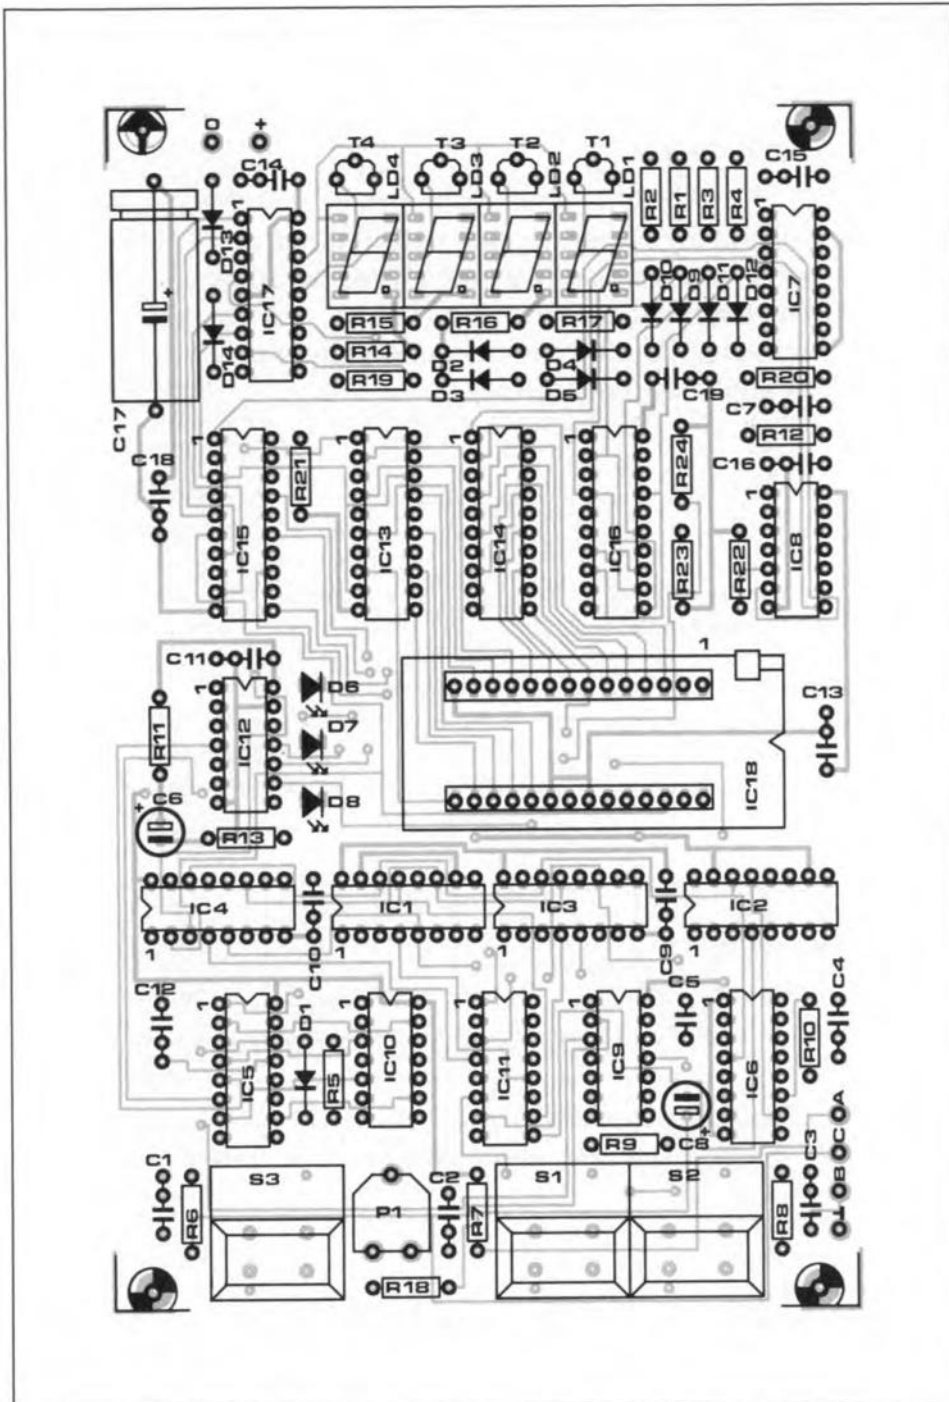 0 +
T4 T3 T2 T1
C14 C15
LD4 LD3 LD2 LD1
R2 R1 R3 R4
1 1
D13 IC17 IC7
D10 D9 D11 D12
R15 R16 R17
D14 R14 D2 D4
R19 D3 D5 C19 R20
C17 C7
C18 1 1 1 1 R12
R21 R24 C16
1
IC15 IC13 IC14 IC16 IC8
R23 R22
1
C11 D6
1
R11 IC12 D7 C13
IC18
+ C6 D8
R13
IC4 IC1 IC3 IC2
1 1 1 1
C10 C9
C12 1 D1 1 1 1 C5 1 C4
IC5 R5 IC10 IC11 IC9 IC6 R10
+
R9 C8 A
C1 S3 C2 S1 S2 C3 C
P1 B
R6 R7 R8 ⊥
R18